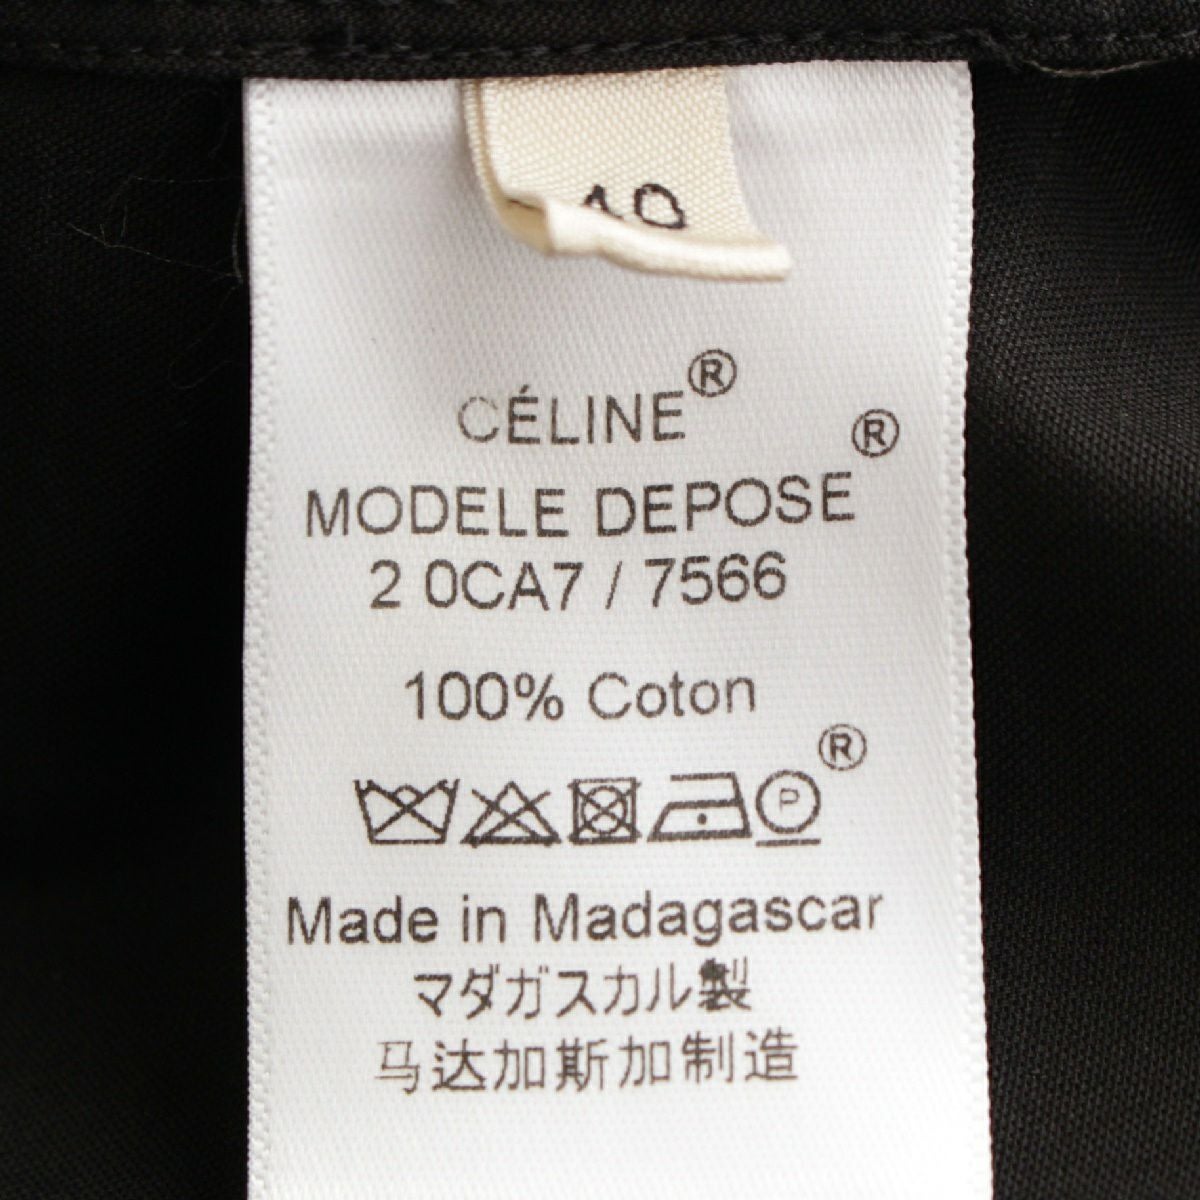 40
CÉLINE®
MODELE DEPOSE®
2 0CA7 / 7566
100% Coton
P ®
Made in Madagascar
マダガスカル製
马达加斯加制造